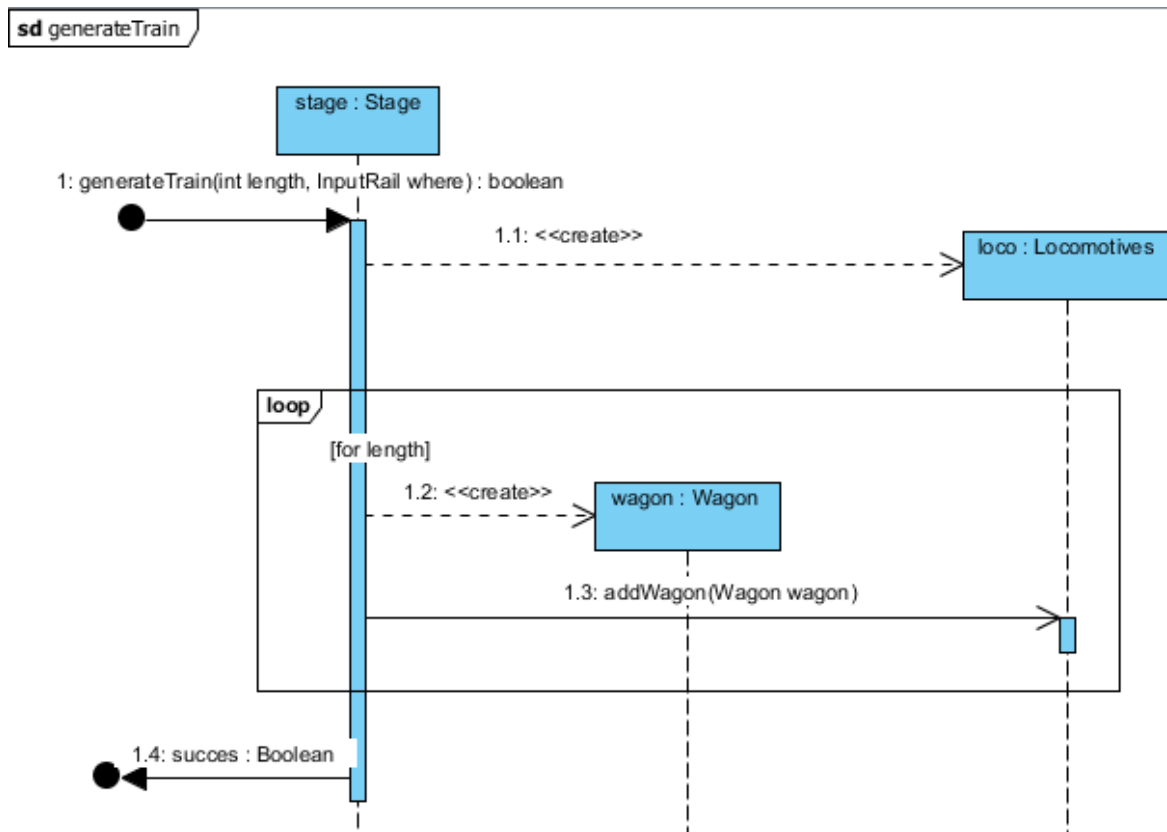 sd generateTrain
stage : Stage
1: generateTrain(int length, InputRail where) : boolean
1.1: <<create>>
loco : Locomotives
loop
[for length]
1.2: <<create>>
wagon : Wagon
1.3: addWagon(Wagon wagon)
1.4: succes : Boolean